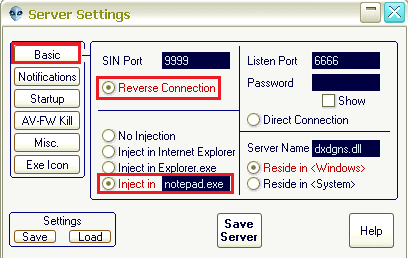 Server Settings
Basic
Notifications
Startup
AV-FW Kill
Misc.
Exe Icon
SIN Port 9999
Reverse Connection
Listen Port 6666
Password
Show
Direct Connection
No Injection
Inject in Internet Explorer
Inject in Explorer.exe
Inject in notepad.exe
Server Name dxdgns.dll
Reside in <Windows>
Reside in <System>
Settings
Save Load
Save
Server
Help